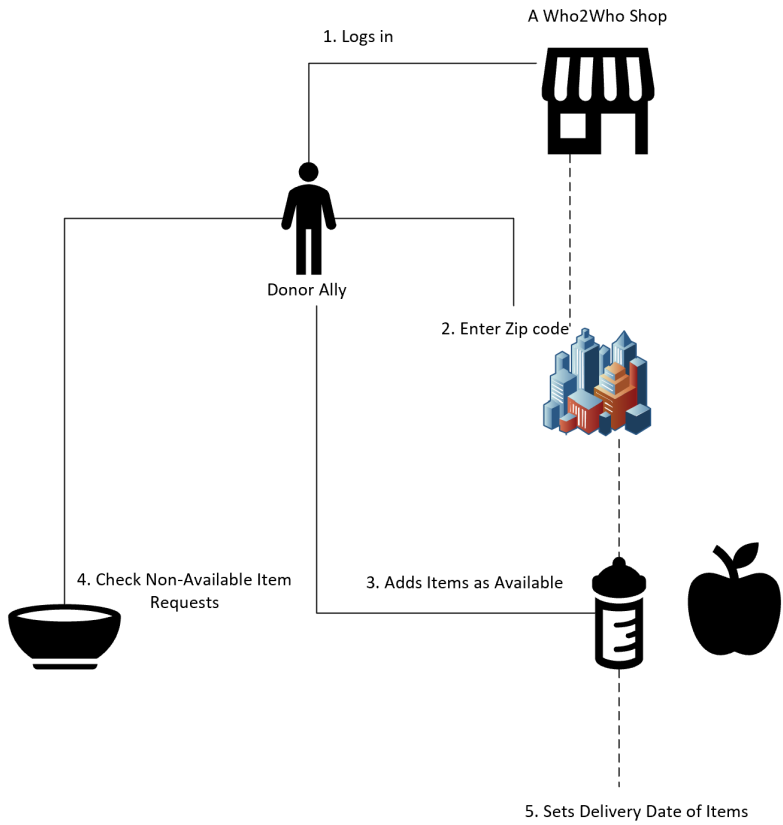 A Who2Who Shop
1. Logs in
Donor Ally
2. Enter Zip code
4. Check Non-Available Item
Requests
3. Adds Items as Available
5. Sets Delivery Date of Items